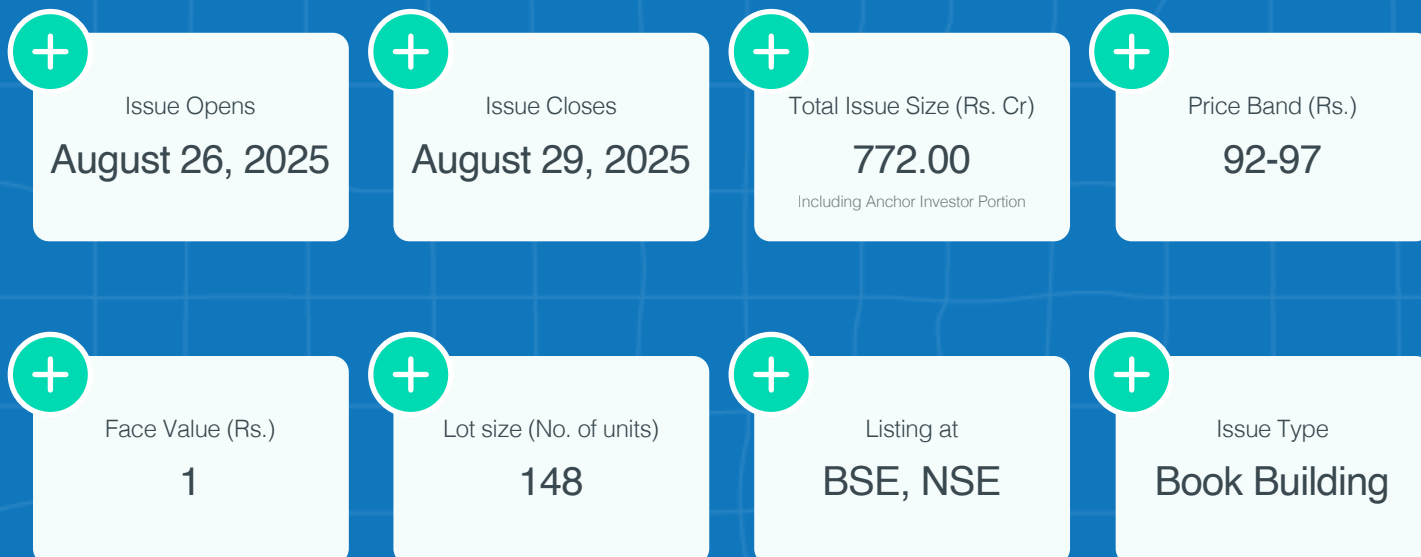 Issue Opens
August 26, 2025
Issue Closes
August 29, 2025
Total Issue Size (Rs. Cr)
772.00
Including Anchor Investor Portion
Price Band (Rs.)
92-97
Face Value (Rs.)
1
Lot size (No. of units)
148
Listing at
BSE, NSE
Issue Type
Book Building